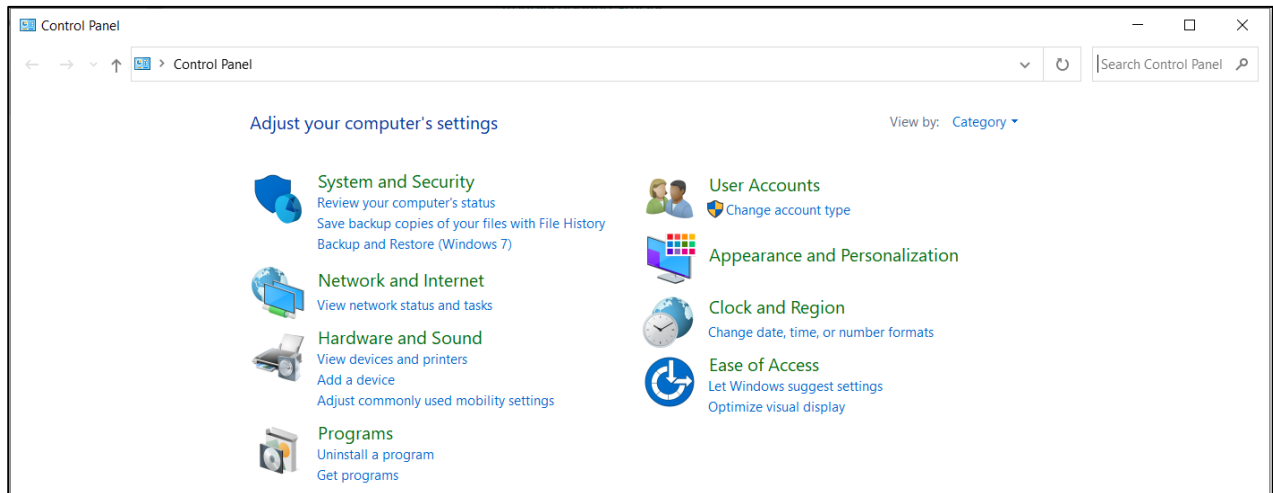 Control Panel
Control Panel
Search Control Panel
Adjust your computer's settings
View by: Category
System and Security
Review your computer's status
Save backup copies of your files with File History
Backup and Restore (Windows 7)
Network and Internet
View network status and tasks
Hardware and Sound
View devices and printers
Add a device
Adjust commonly used mobility settings
Programs
Uninstall a program
Get programs
User Accounts
Change account type
Appearance and Personalization
Clock and Region
Change date, time, or number formats
Ease of Access
Let Windows suggest settings
Optimize visual display